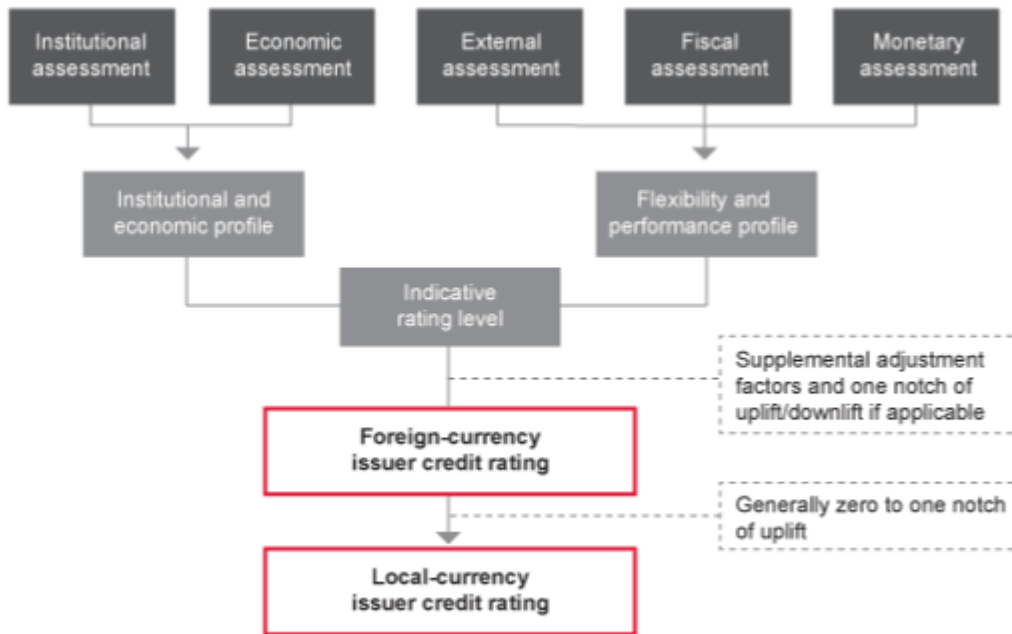 Institutional
assessment
Economic
assessment
External
assessment
Fiscal
assessment
Monetary
assessment
Institutional and
economic profile
Flexibility and
performance profile
Indicative
rating level
Supplemental adjustment
factors and one notch of
uplift/downlift if applicable
Foreign-currency
issuer credit rating
Generally zero to one notch
of uplift
Local-currency
issuer credit rating